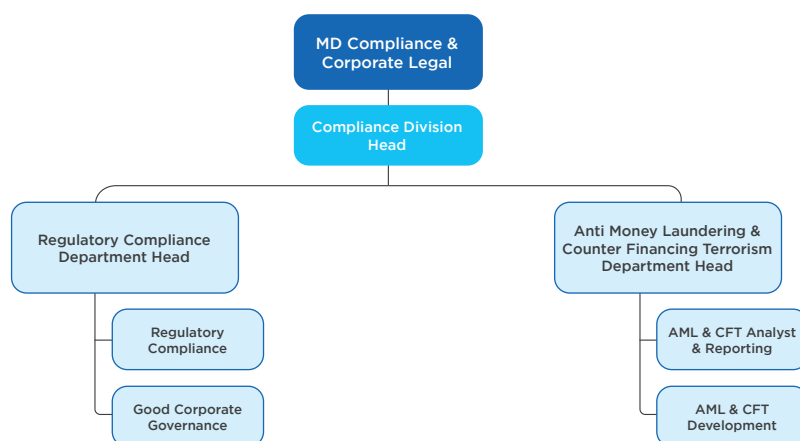 MD Compliance &
Corporate Legal
Compliance Division
Head
Regulatory Compliance
Department Head
Anti Money Laundering &
Counter Financing Terrorism
Department Head
Regulatory
Compliance
AML & CFT Analyst
& Reporting
Good Corporate
Governance
AML & CFT
Development